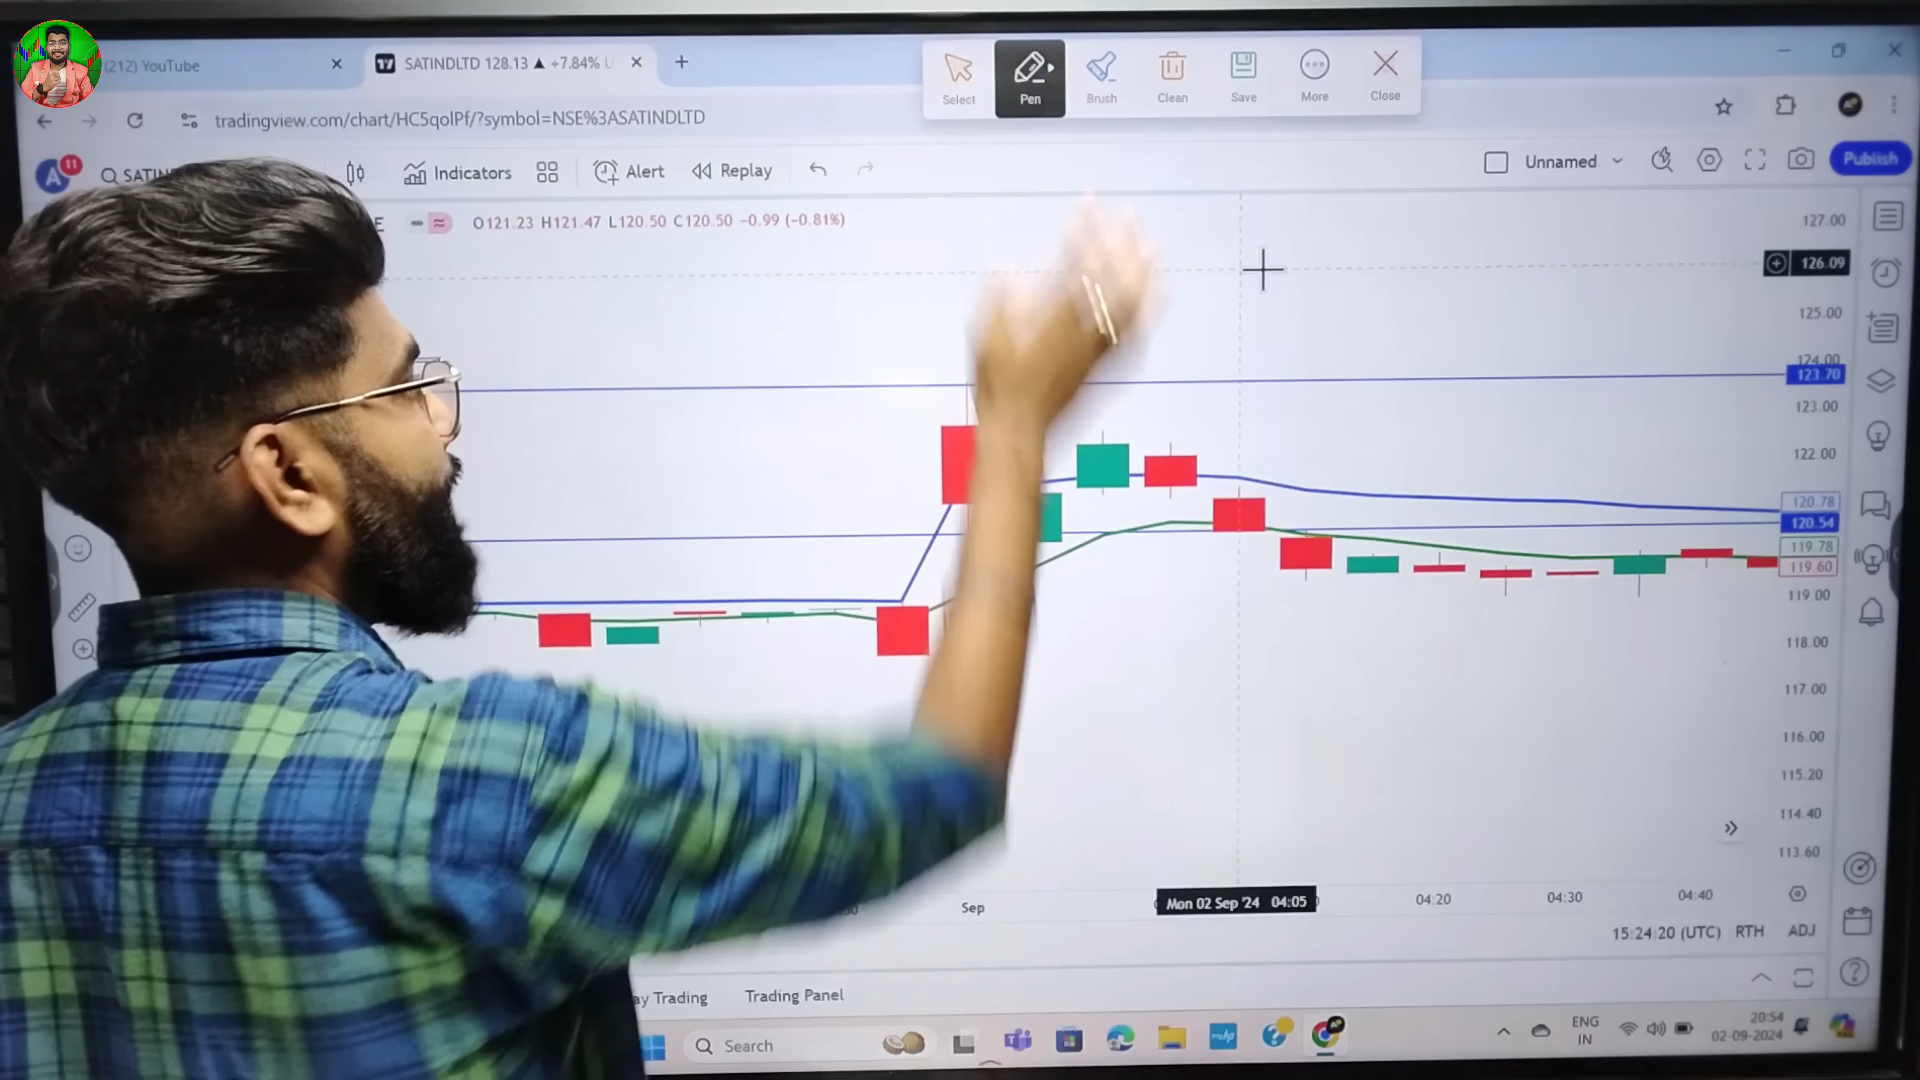 (212) YouTube
SATINDLTD 128.13 ▲ +7.84% U
Select
Pen
Brush
Clean
Save
More
Close
tradingview.com/chart/HC5qolPf/?symbol=NSE%3ASATINDLTD
A
11
SATIN
Indicators
Alert
Replay
Unnamed
Publish
E
O121.23 H121.47 L120.50 C120.50 −0.99 (−0.81%)
127.00
126.09
125.00
124.00
123.70
123.00
122.00
120.78
120.54
119.78
119.60
119.00
118.00
117.00
116.00
115.20
114.40
113.60
Sep
Mon 02 Sep '24 04:05
04:20
04:30
04:40
15:24:20 (UTC) RTH ADJ
ay Trading
Trading Panel
Search
ENG
IN
20:54
02-09-2024